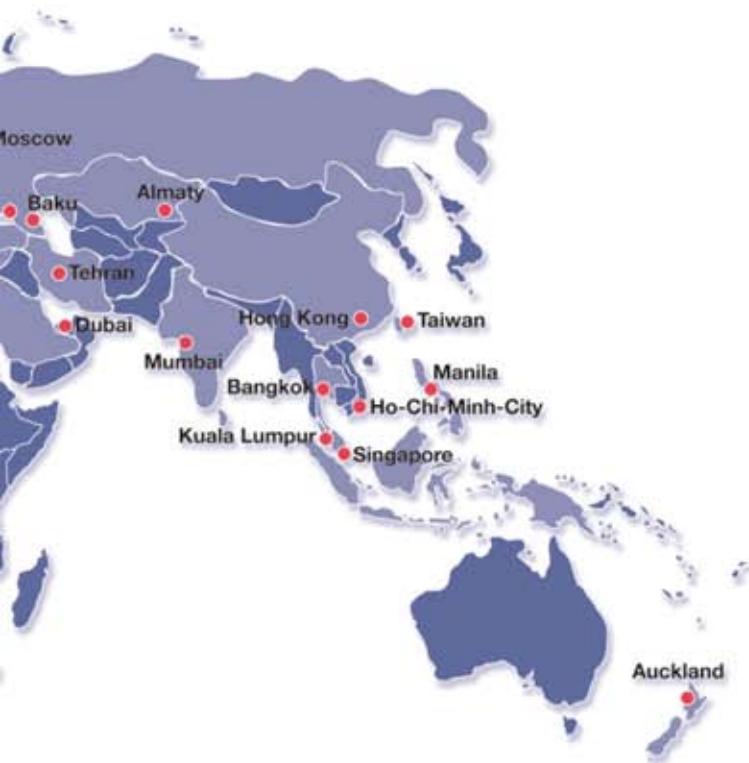 Moscow
Baku
Almaty
Tehran
Dubai
Hong Kong
Taiwan
Mumbai
Manila
Bangkok
Ho-Chi-Minh-City
Kuala Lumpur
Singapore
Auckland